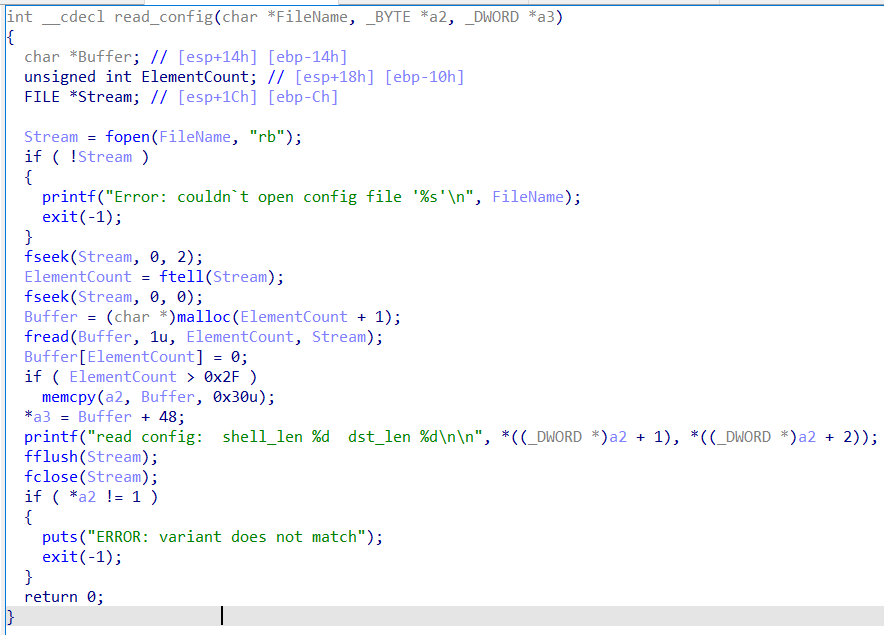 int __cdecl read_config(char *FileName, _BYTE *a2, _DWORD *a3)
{
  char *Buffer; // [esp+14h] [ebp-14h]
  unsigned int ElementCount; // [esp+18h] [ebp-10h]
  FILE *Stream; // [esp+1Ch] [ebp-Ch]

  Stream = fopen(FileName, "rb");
  if ( !Stream )
  {
    printf("Error: couldn`t open config file '%s'\n", FileName);
    exit(-1);
  }
  fseek(Stream, 0, 2);
  ElementCount = ftell(Stream);
  fseek(Stream, 0, 0);
  Buffer = (char *)malloc(ElementCount + 1);
  fread(Buffer, 1u, ElementCount, Stream);
  Buffer[ElementCount] = 0;
  if ( ElementCount > 0x2F )
    memcpy(a2, Buffer, 0x30u);
  *a3 = Buffer + 48;
  printf("read config:  shell_len %d  dst_len %d\n\n", *((_DWORD *)a2 + 1), *((_DWORD *)a2 + 2));
  fflush(Stream);
  fclose(Stream);
  if ( *a2 != 1 )
  {
    puts("ERROR: variant does not match");
    exit(-1);
  }
  return 0;
}